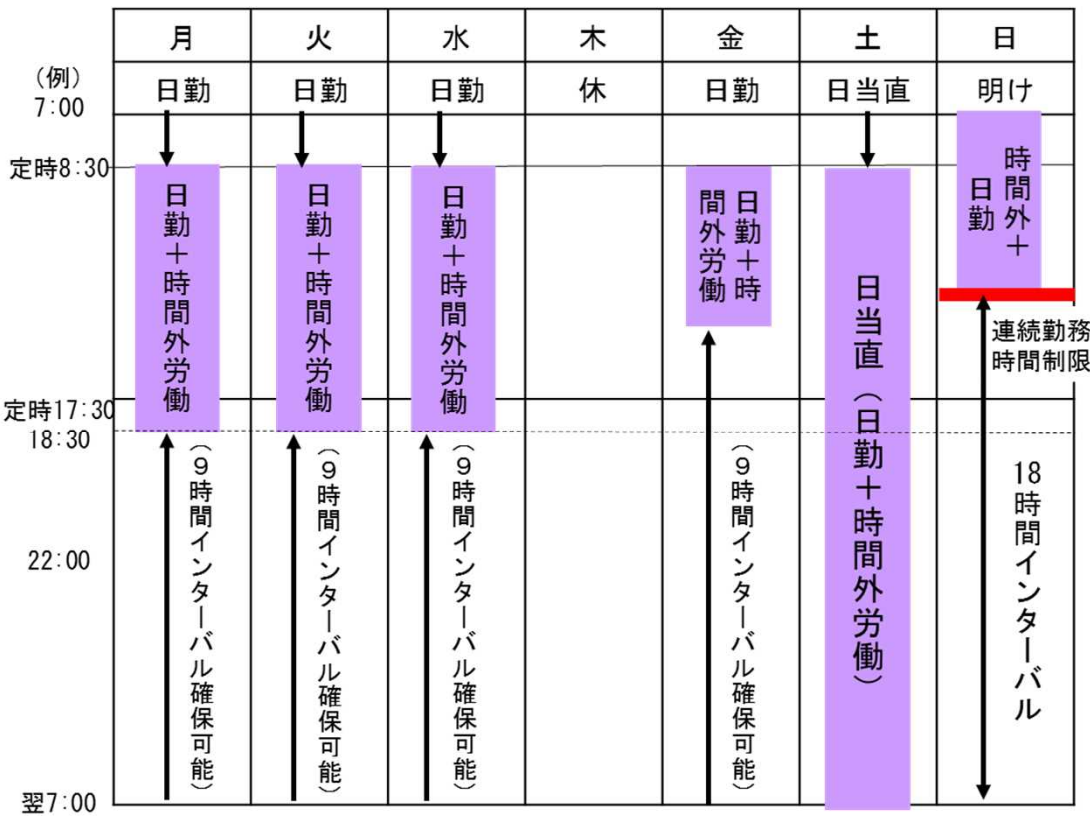 月 火 水 木 金 土 日
(例)
7:00
日勤 日勤 日勤 休 日勤 日当直 明け
定時8:30
日勤+時間外労働
日勤+時間外労働
日勤+時間外労働
日勤+時
間外労働
日当直(日勤+時間外労働)
時間外+
日勤
連続勤務
時間制限
定時17:30
18:30
22:00
翌7:00
(9時間インターバル確保可能)
(9時間インターバル確保可能)
(9時間インターバル確保可能)
(9時間インターバル確保可能)
18時間インターバル